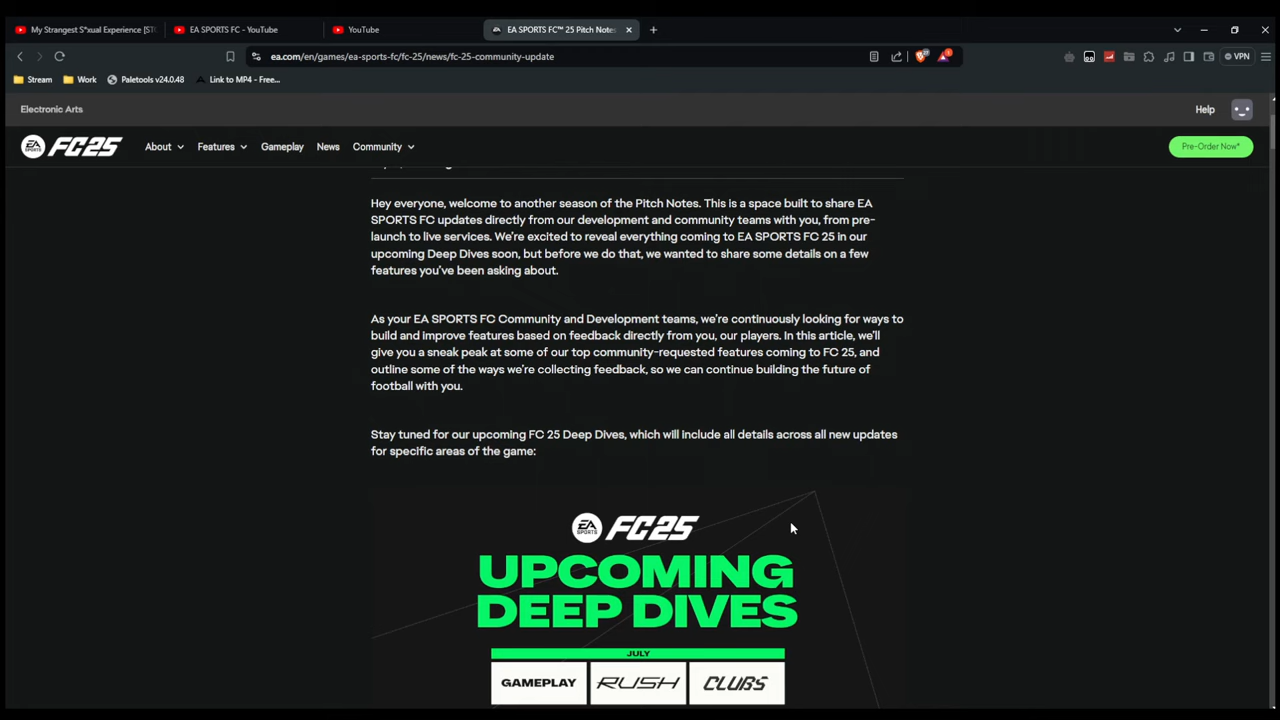 My Strangest S*xual Experience
EA SPORTS FC - YouTube
YouTube
EA SPORTS FC™ 25 Pitch Notes
ea.com/en/games/ea-sports-fc/fc-25/news/fc-25-community-update
VPN
Stream
Work
Paletools v24.0.48
Link to MP4 - Free...
Electronic Arts
Help
EA SPORTS FC25
About
Features
Gameplay
News
Community
Pre-Order Now*
Hey everyone, welcome to another season of the Pitch Notes. This is a space built to share EA
SPORTS FC updates directly from our development and community teams with you, from pre-
launch to live services. We're excited to reveal everything coming to EA SPORTS FC 25 in our
upcoming Deep Dives soon, but before we do that, we wanted to share some details on a few
features you've been asking about.
As your EA SPORTS FC Community and Development teams, we're continuously looking for ways to
build and improve features based on feedback directly from you, our players. In this article, we'll
give you a sneak peak at some of our top community-requested features coming to FC 25, and
outline some of the ways we're collecting feedback, so we can continue building the future of
football with you.
Stay tuned for our upcoming FC 25 Deep Dives, which will include all details across all new updates
for specific areas of the game:
EA SPORTS FC25
UPCOMING
DEEP DIVES
JULY
GAMEPLAY
RUSH
CLUBS